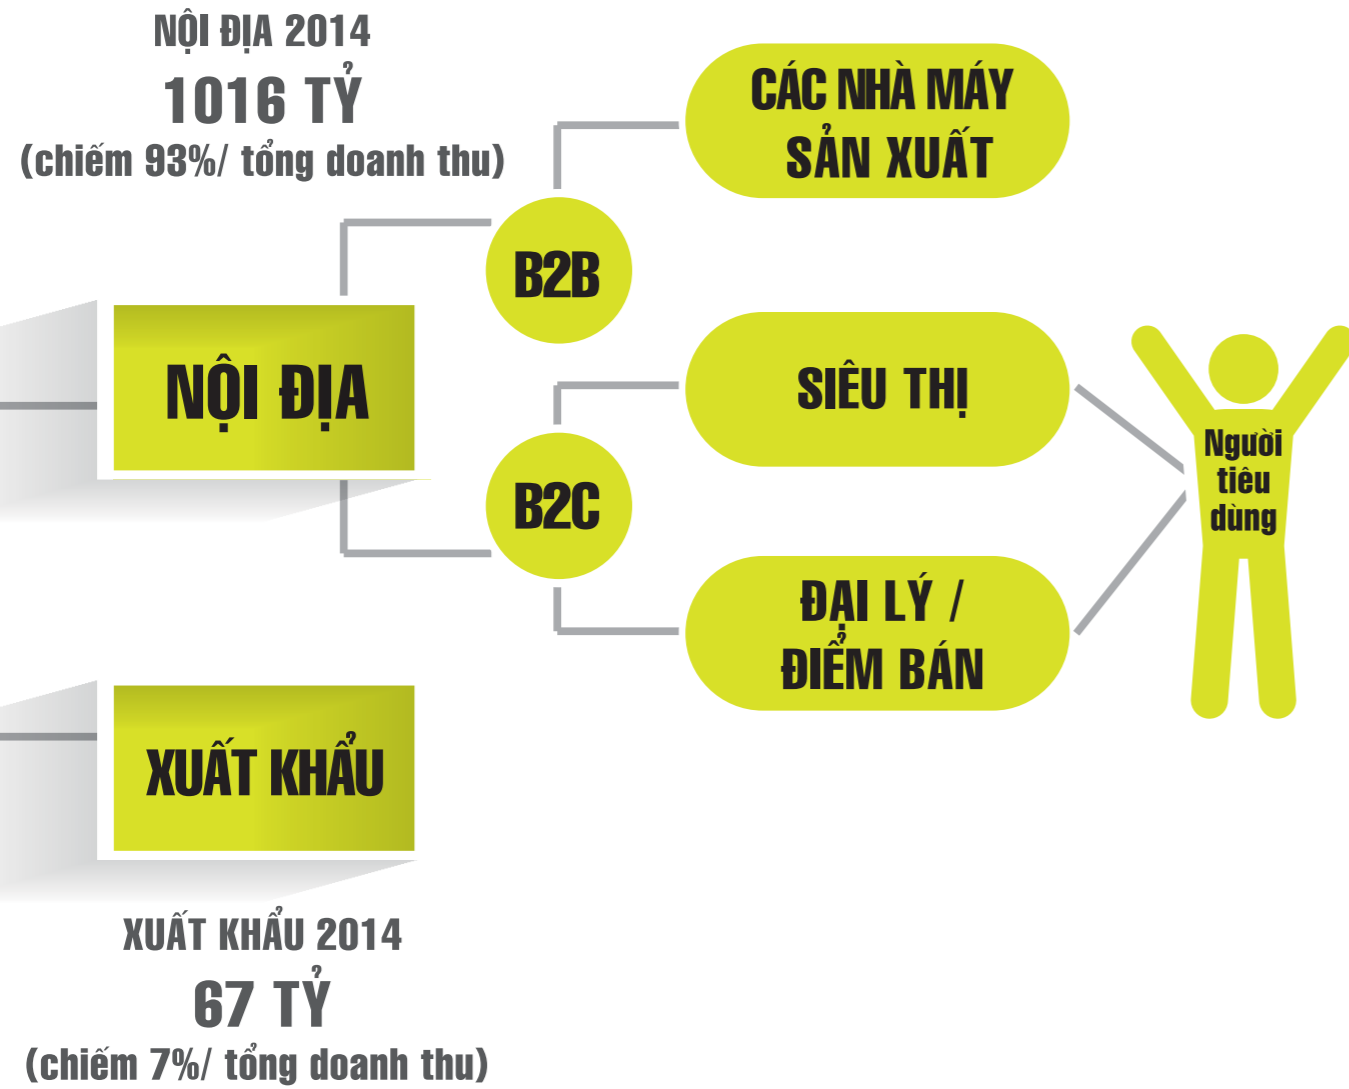 NỘI ĐỊA 2014
1016 TỶ
(chiếm 93%/ tổng doanh thu)
CÁC NHÀ MÁY
SẢN XUẤT
B2B
NỘI ĐỊA
SIÊU THỊ
B2C
Người
tiêu
dùng
ĐẠI LÝ /
ĐIỂM BÁN
XUẤT KHẨU
XUẤT KHẨU 2014
67 TỶ
(chiếm 7%/ tổng doanh thu)